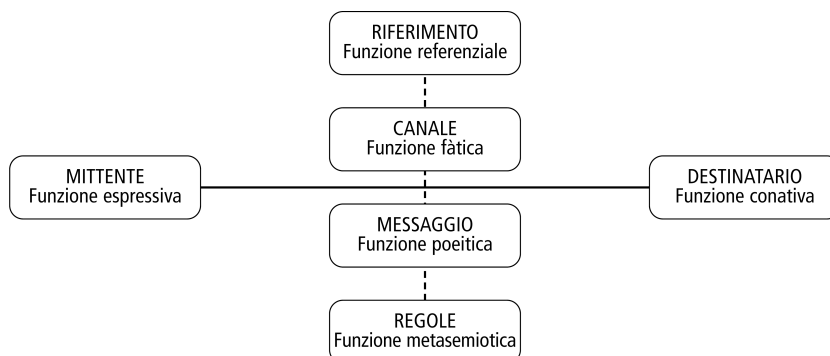 RIFERIMENTO
Funzione referenziale
CANALE
Funzione fàtica
MITTENTE
Funzione espressiva
DESTINATARIO
Funzione conativa
MESSAGGIO
Funzione poeitica
REGOLE
Funzione metasemiotica